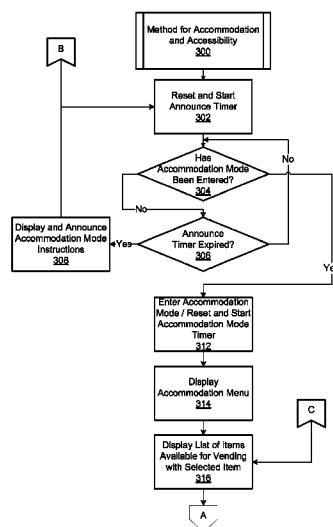 Method for Accommodation
and Accessibility
300
B
Reset and Start
Announce Timer
302
Has
Accommodation Mode
Been Entered?
304
No
No
Announce
Timer Expired?
306
Yes
Display and Announce
Accommodation Mode
Instructions
308
Enter Accommodation
Mode / Reset and Start
Accommodation Mode
Timer
312
Display
Accommodation Menu
314
C
Display List of Items
Available for Vending
with Selected Item
316
A